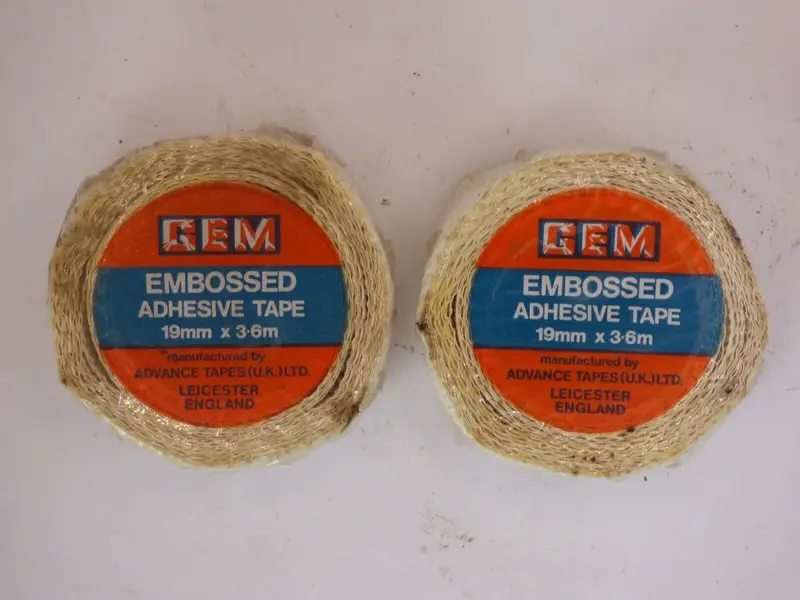 GEM
EMBOSSED
ADHESIVE TAPE
19mm x 3·6m
manufactured by
ADVANCE TAPES (U.K.) LTD.
LEICESTER
ENGLAND
GEM
EMBOSSED
ADHESIVE TAPE
19mm x 3·6m
manufactured by
ADVANCE TAPES (U.K.) LTD.
LEICESTER
ENGLAND